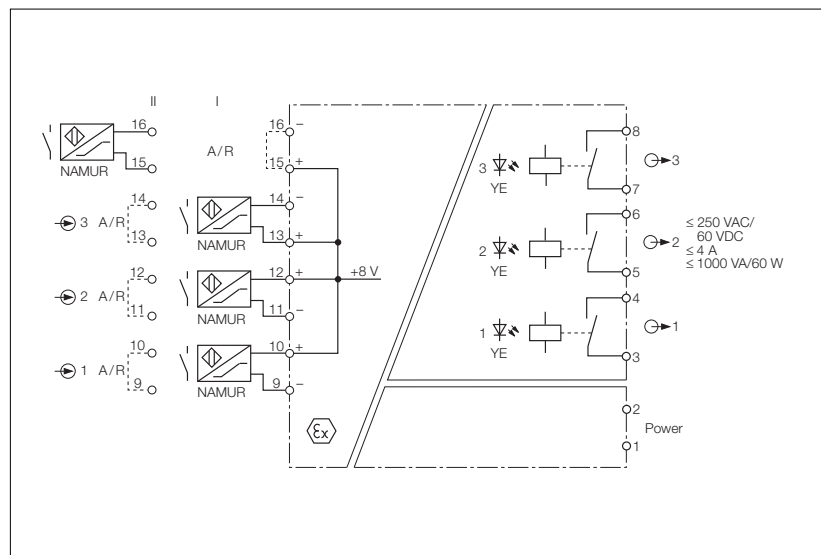 II I
16 16 – 8
A/R 3 3
15 15 + YE
NAMUR 7
14 14 –
3 A/R 6
13 NAMUR 13 + ≤ 250 VAC/
2 2 60 VDC
12 12 + +8 V YE ≤ 4 A
2 A/R 5 ≤ 1000 VA/60 W
11 NAMUR 11 –
4
10 10 + 1 1
1 A/R YE
9 NAMUR 9 – 3
Ex 2
Power
1